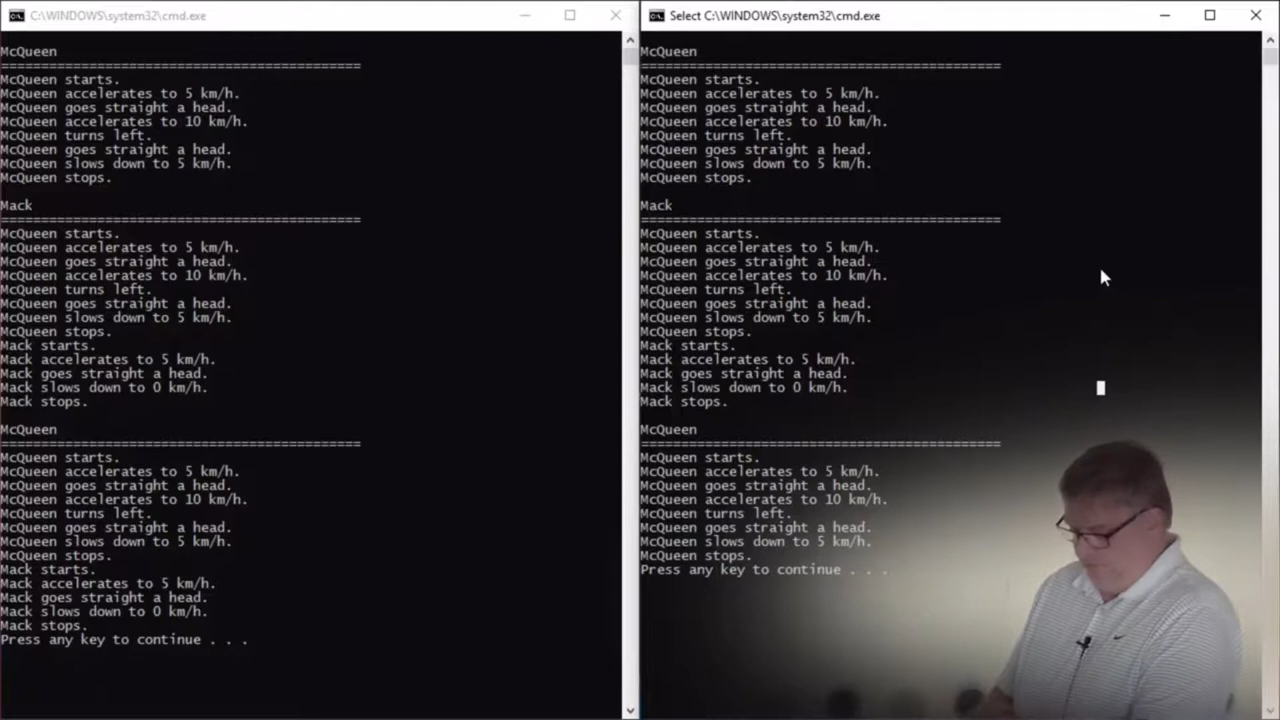 C:\WINDOWS\system32\cmd.exe
McQueen
=============================================
McQueen starts.
McQueen accelerates to 5 km/h.
McQueen goes straight a head.
McQueen accelerates to 10 km/h.
McQueen turns left.
McQueen goes straight a head.
McQueen slows down to 5 km/h.
McQueen stops.
Mack
=============================================
McQueen starts.
McQueen accelerates to 5 km/h.
McQueen goes straight a head.
McQueen accelerates to 10 km/h.
McQueen turns left.
McQueen goes straight a head.
McQueen slows down to 5 km/h.
McQueen stops.
Mack starts.
Mack accelerates to 5 km/h.
Mack goes straight a head.
Mack slows down to 0 km/h.
Mack stops.
McQueen
=============================================
McQueen starts.
McQueen accelerates to 5 km/h.
McQueen goes straight a head.
McQueen accelerates to 10 km/h.
McQueen turns left.
McQueen goes straight a head.
McQueen slows down to 5 km/h.
McQueen stops.
Mack starts.
Mack accelerates to 5 km/h.
Mack goes straight a head.
Mack slows down to 0 km/h.
Mack stops.
Press any key to continue . . .
Select C:\WINDOWS\system32\cmd.exe
McQueen
=============================================
McQueen starts.
McQueen accelerates to 5 km/h.
McQueen goes straight a head.
McQueen accelerates to 10 km/h.
McQueen turns left.
McQueen goes straight a head.
McQueen slows down to 5 km/h.
McQueen stops.
Mack
=============================================
McQueen starts.
McQueen accelerates to 5 km/h.
McQueen goes straight a head.
McQueen accelerates to 10 km/h.
McQueen turns left.
McQueen goes straight a head.
McQueen slows down to 5 km/h.
McQueen stops.
Mack starts.
Mack accelerates to 5 km/h.
Mack goes straight a head.
Mack slows down to 0 km/h.
Mack stops.
McQueen
=============================================
McQueen starts.
McQueen accelerates to 5 km/h.
McQueen goes straight a head.
McQueen accelerates to 10 km/h.
McQueen turns left.
McQueen goes straight a head.
McQueen slows down to 5 km/h.
McQueen stops.
Press any key to continue . . .